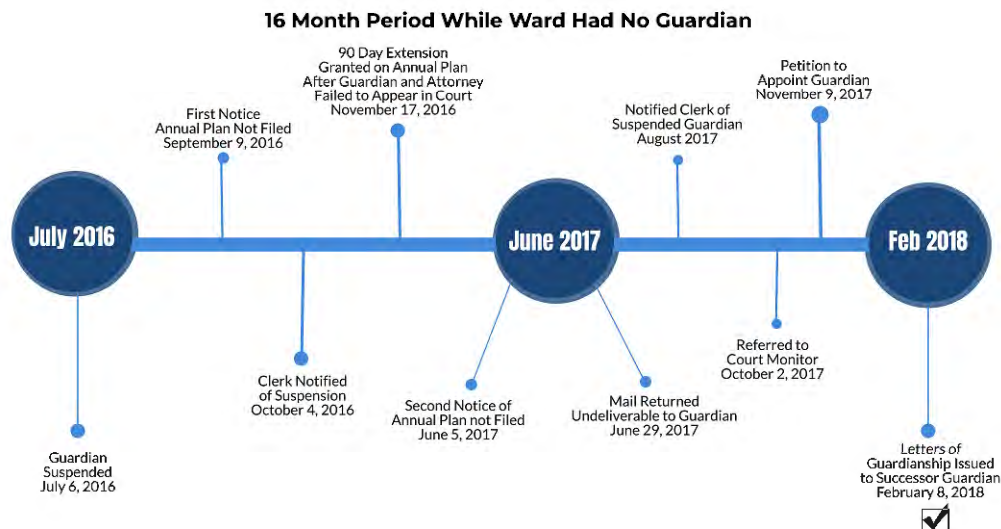 16 Month Period While Ward Had No Guardian
July 2016
Guardian
Suspended
July 6, 2016
First Notice
Annual Plan Not Filed
September 9, 2016
Clerk Notified
of Suspension
October 4, 2016
90 Day Extension
Granted on Annual Plan
After Guardian and Attorney
Failed to Appear in Court
November 17, 2016
June 2017
Second Notice of
Annual Plan not Filed
June 5, 2017
Mail Returned
Undeliverable to Guardian
June 29, 2017
Notified Clerk of
Suspended Guardian
August 2017
Referred to
Court Monitor
October 2, 2017
Petition to
Appoint Guardian
November 9, 2017
Feb 2018
Letters of
Guardianship Issued
to Successor Guardian
February 8, 2018